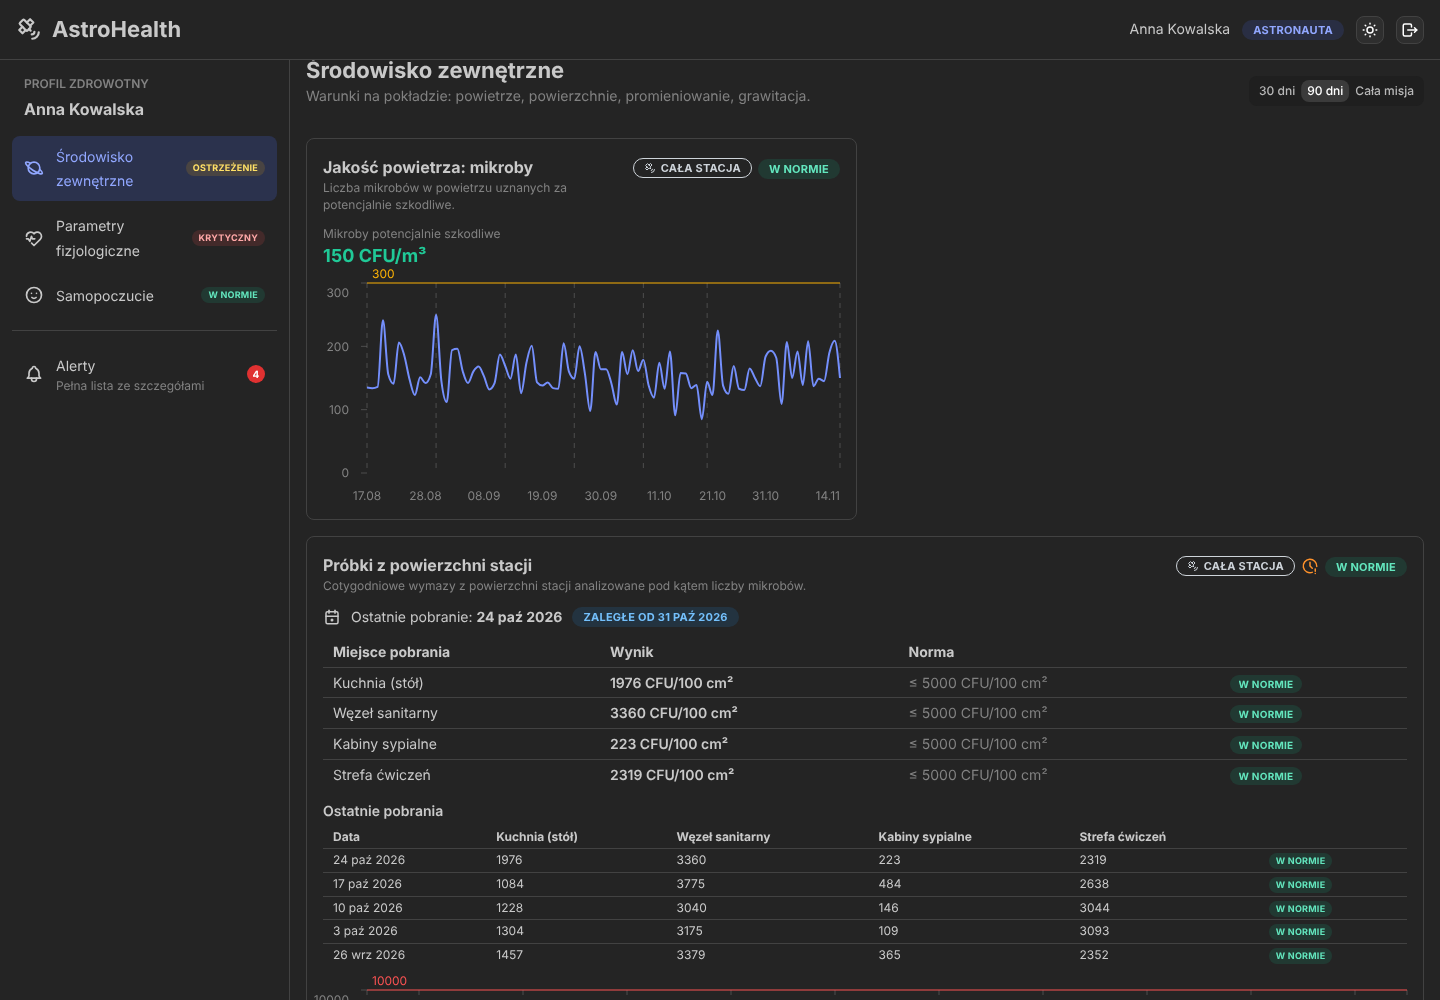 AstroHealth
Anna Kowalska
ASTRONAUTA
PROFIL ZDROWOTNY
Anna Kowalska
Środowisko
zewnętrzne
OSTRZEŻENIE
Parametry
fizjologiczne
KRYTYCZNY
Samopoczucie
W NORMIE
Alerty
Pełna lista ze szczegółami
4
Środowisko zewnętrzne
Warunki na pokładzie: powietrze, powierzchnie, promieniowanie, grawitacja.
30 dni 90 dni Cała misja
Jakość powietrza: mikroby
CAŁA STACJA
W NORMIE
Liczba mikrobów w powietrzu uznanych za
potencjalnie szkodliwe.
Mikroby potencjalnie szkodliwe
150 CFU/m³
300
300
200
100
0
17.08 28.08 08.09 19.09 30.09 11.10 21.10 31.10 14.11
Próbki z powierzchni stacji
CAŁA STACJA
W NORMIE
Cotygodniowe wymazy z powierzchni stacji analizowane pod kątem liczby mikrobów.
Ostatnie pobranie: 24 paź 2026 ZALEGŁE OD 31 PAŹ 2026
Miejsce pobrania Wynik Norma
Kuchnia (stół) 1976 CFU/100 cm² ≤ 5000 CFU/100 cm² W NORMIE
Węzeł sanitarny 3360 CFU/100 cm² ≤ 5000 CFU/100 cm² W NORMIE
Kabiny sypialne 223 CFU/100 cm² ≤ 5000 CFU/100 cm² W NORMIE
Strefa ćwiczeń 2319 CFU/100 cm² ≤ 5000 CFU/100 cm² W NORMIE
Ostatnie pobrania
Data Kuchnia (stół) Węzeł sanitarny Kabiny sypialne Strefa ćwiczeń
24 paź 2026 1976 3360 223 2319 W NORMIE
17 paź 2026 1084 3775 484 2638 W NORMIE
10 paź 2026 1228 3040 146 3044 W NORMIE
3 paź 2026 1304 3175 109 3093 W NORMIE
26 wrz 2026 1457 3379 365 2352 W NORMIE
10000
10000